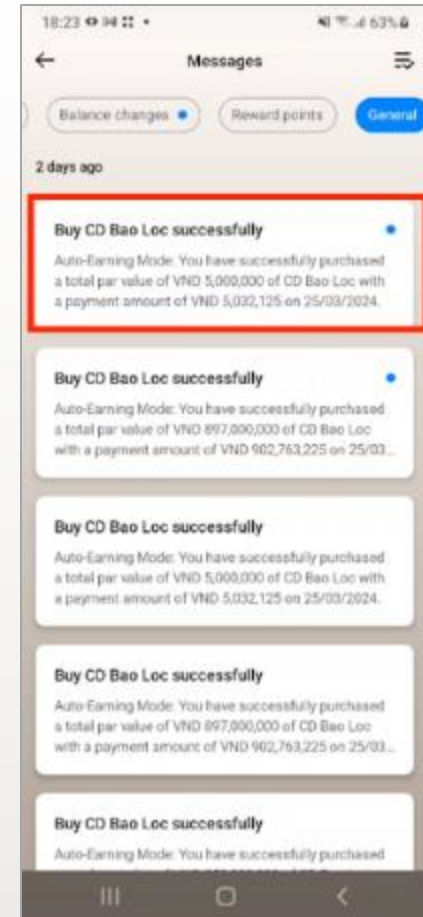 18:23
63%
Messages
Balance changes
Reward points
General
2 days ago
Buy CD Bao Loc successfully
Auto-Earning Mode: You have successfully purchased
a total par value of VND 5,000,000 of CD Bao Loc with
a payment amount of VND 5,032,125 on 25/03/2024.
Buy CD Bao Loc successfully
Auto-Earning Mode: You have successfully purchased
a total par value of VND 897,000,000 of CD Bao Loc
with a payment amount of VND 902,763,225 on 25/03...
Buy CD Bao Loc successfully
Auto-Earning Mode: You have successfully purchased
a total par value of VND 5,000,000 of CD Bao Loc with
a payment amount of VND 5,032,125 on 25/03/2024.
Buy CD Bao Loc successfully
Auto-Earning Mode: You have successfully purchased
a total par value of VND 897,000,000 of CD Bao Loc
with a payment amount of VND 902,763,225 on 25/03...
Buy CD Bao Loc successfully
Auto-Earning Mode: You have successfully purchased